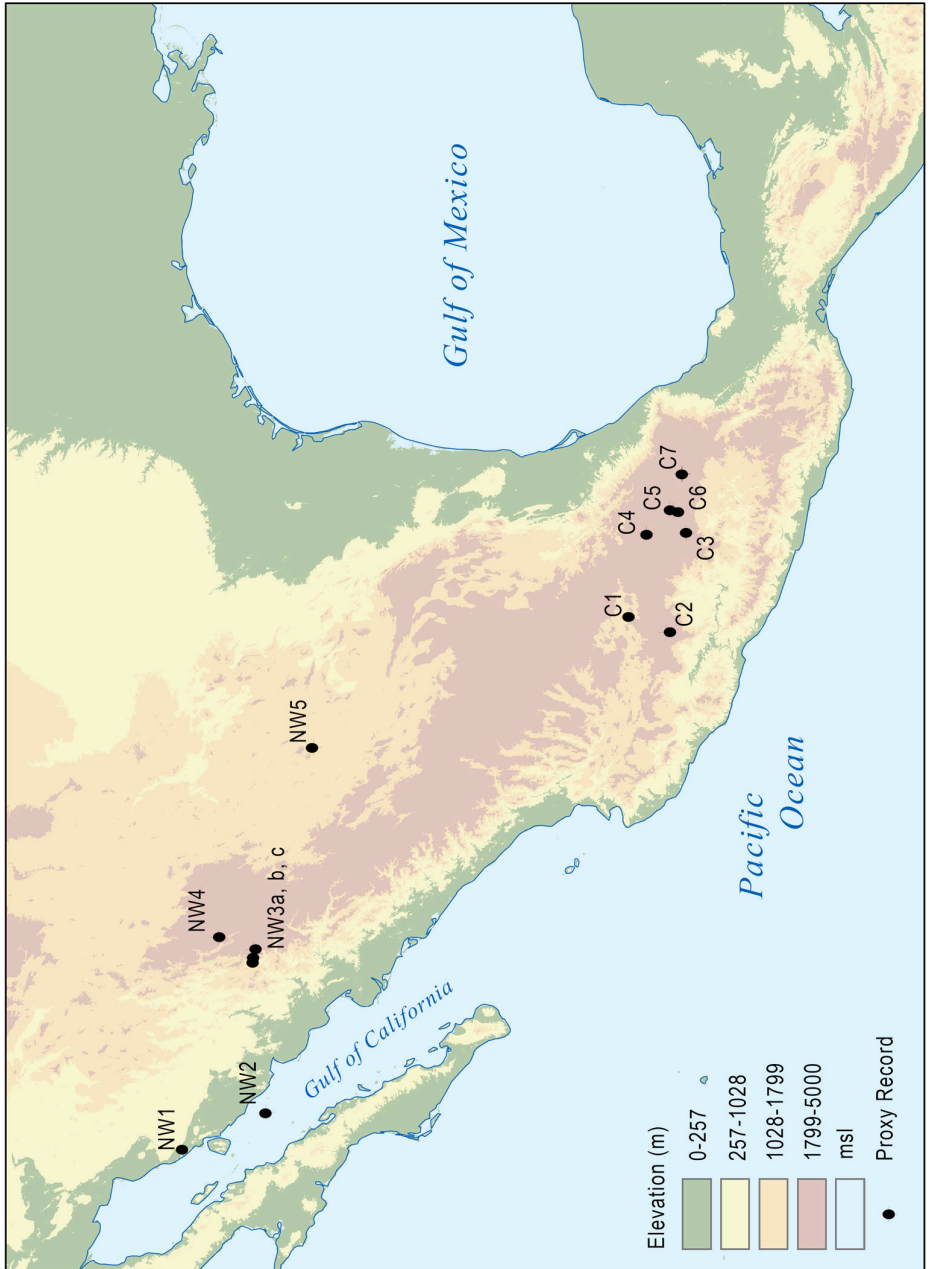 Gulf of Mexico
NW1
NW2
NW4
NW3a, b, c
NW5
Gulf of California
C1
C2
C4
C5
C7
C6
C3
Pacific
Ocean
Elevation (m)
0-257
257-1028
1028-1799
1799-5000
msl
Proxy Record